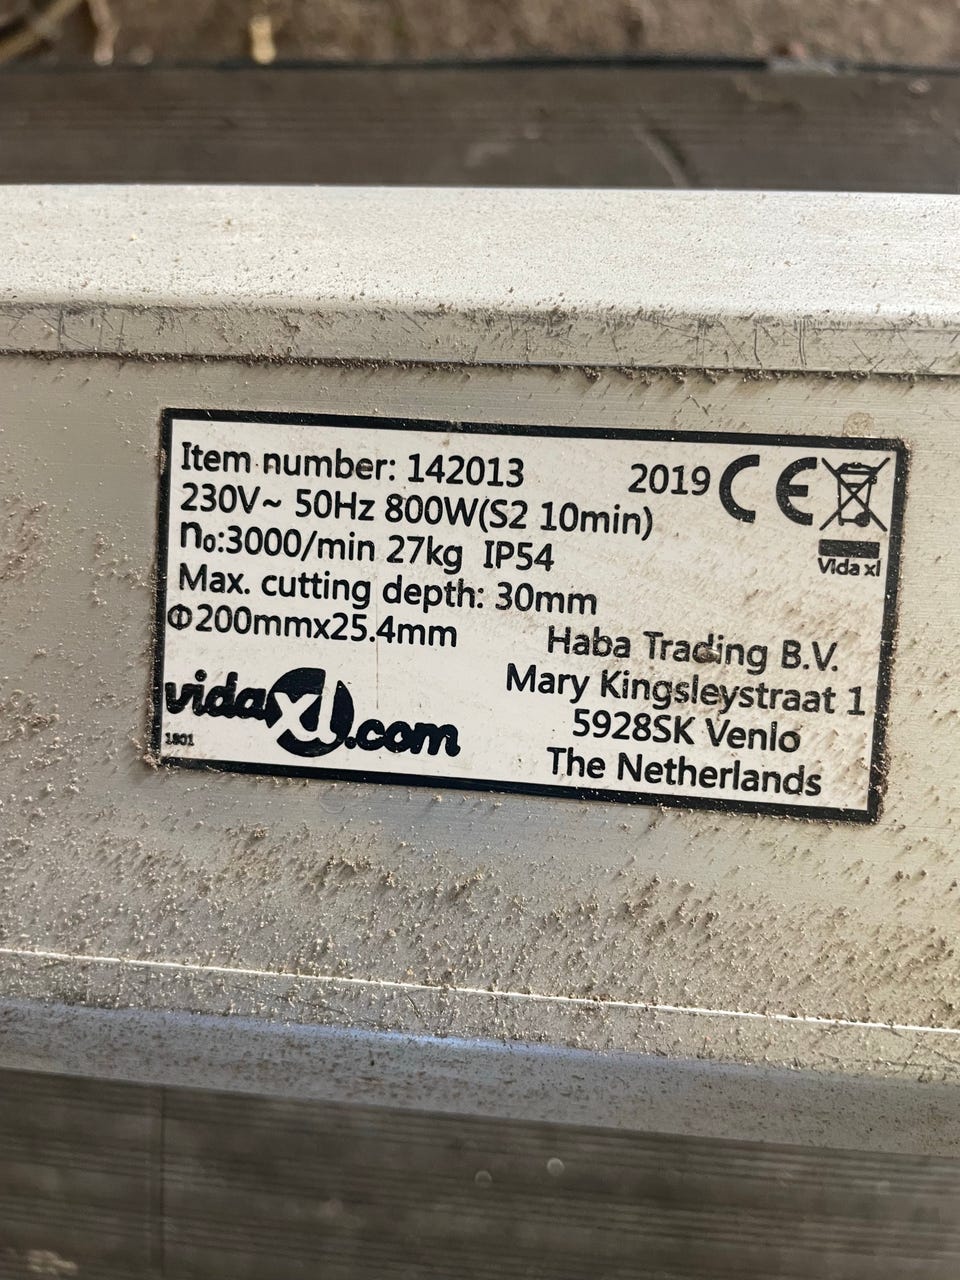 Item number: 142013
2019 CE
230V~ 50Hz 800W(S2 10min)
n₀:3000/min 27kg IP54
Vida xl
Max. cutting depth: 30mm
Φ200mmx25.4mm
Haba Trading B.V.
Mary Kingsleystraat 1
5928SK Venlo
The Netherlands
vidaXL.com
1801